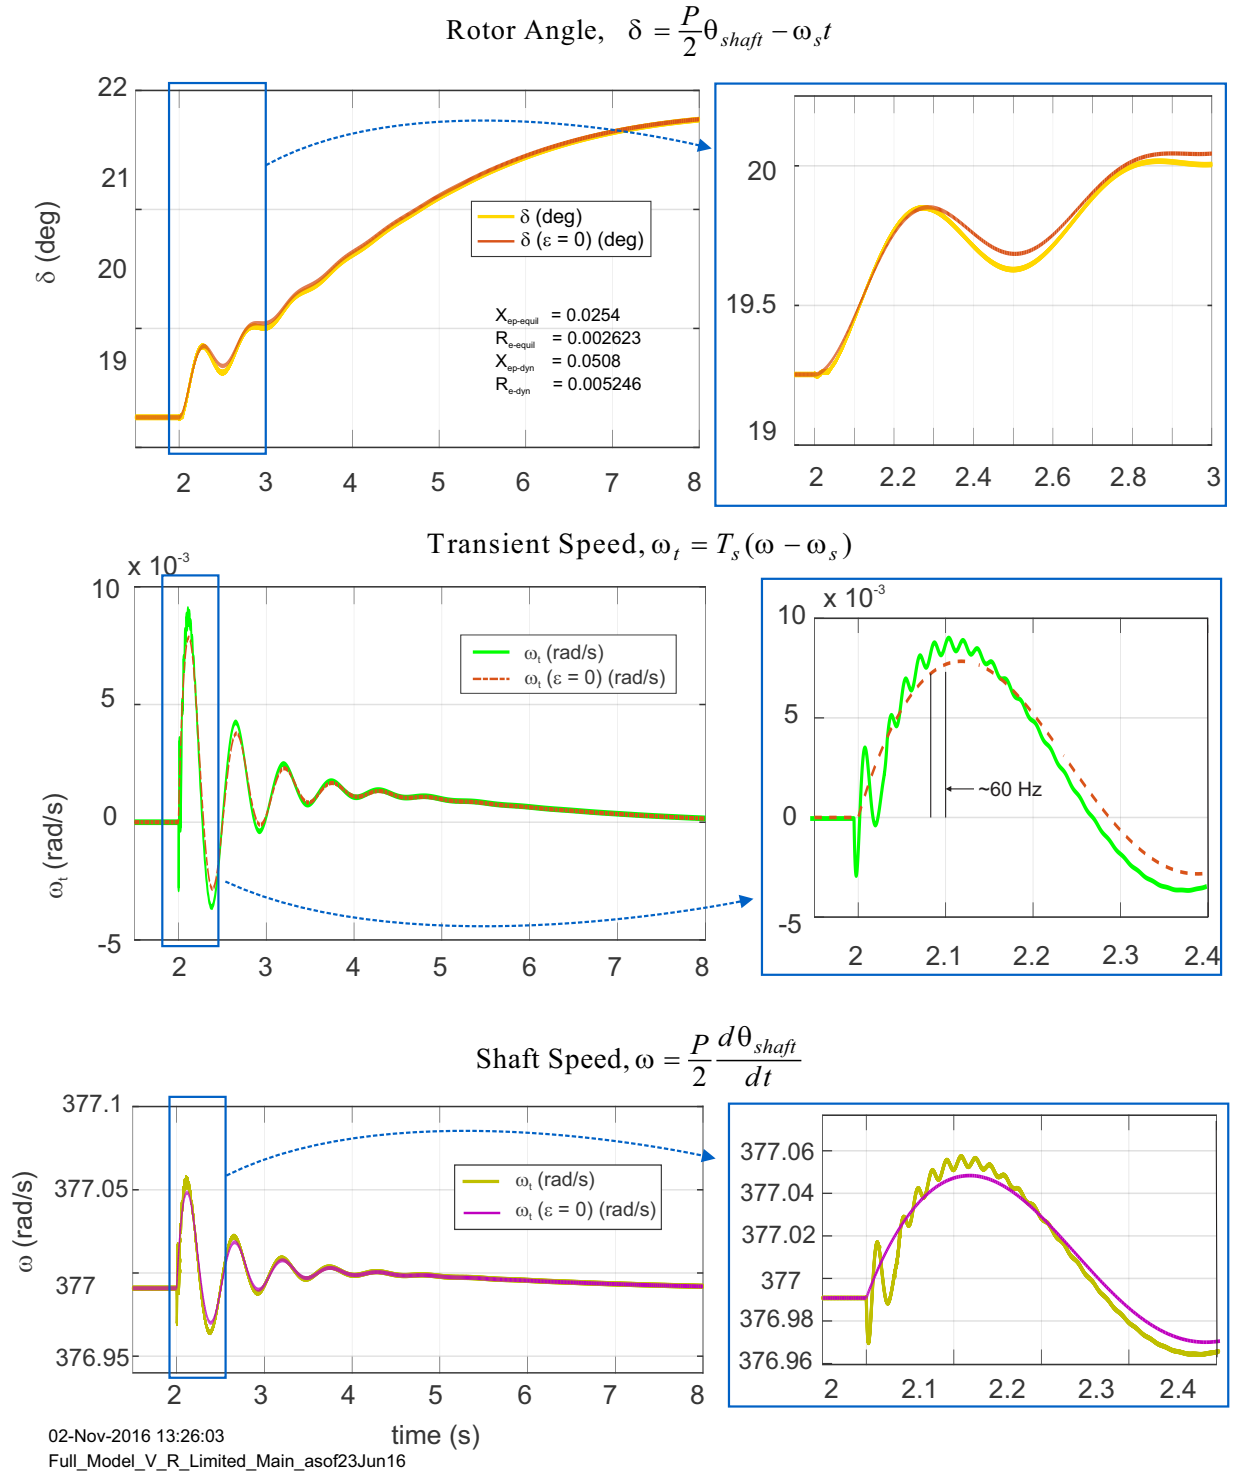 Rotor Angle, δ = P/2 θ_shaft − ω_s t
22
21
20
19
δ (deg)
2 3 4 5 6 7 8
δ (deg)
δ (ε = 0) (deg)
X_ep-equil = 0.0254
R_e-equil = 0.002623
X_ep-dyn = 0.0508
R_e-dyn = 0.005246
20
19.5
19
2 2.2 2.4 2.6 2.8 3
Transient Speed, ω_t = T_s (ω − ω_s)
x 10^-3
10
5
0
-5
ω_t (rad/s)
2 3 4 5 6 7 8
ω_t (rad/s)
ω_t (ε = 0) (rad/s)
x 10^-3
10
5
0
-5
~60 Hz
2 2.1 2.2 2.3 2.4
Shaft Speed, ω = P/2 dθ_shaft/dt
377.1
377.05
377
376.95
ω (rad/s)
2 3 4 5 6 7 8
time (s)
ω_t (rad/s)
ω_t (ε = 0) (rad/s)
377.06
377.04
377.02
377
376.98
376.96
2 2.1 2.2 2.4
02-Nov-2016 13:26:03
Full_Model_V_R_Limited_Main_asof23Jun16